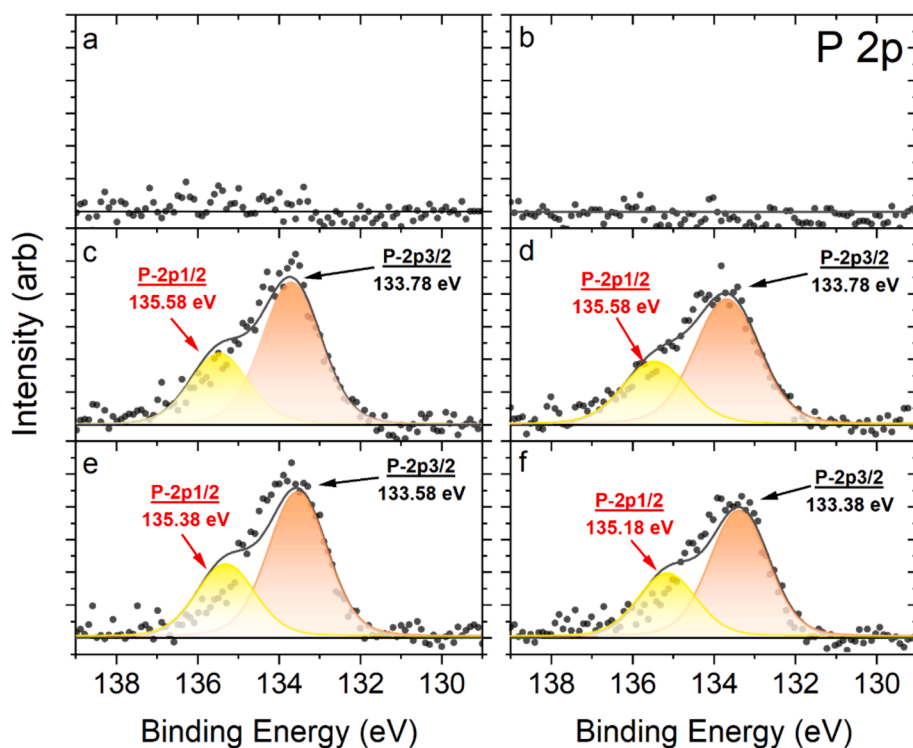 a
b
P 2p
Intensity (arb)
c
P-2p1/2
135.58 eV
P-2p3/2
133.78 eV
d
P-2p1/2
135.58 eV
P-2p3/2
133.78 eV
e
P-2p1/2
135.38 eV
P-2p3/2
133.58 eV
f
P-2p1/2
135.18 eV
P-2p3/2
133.38 eV
138 136 134 132 130
138 136 134 132 130
Binding Energy (eV)
Binding Energy (eV)